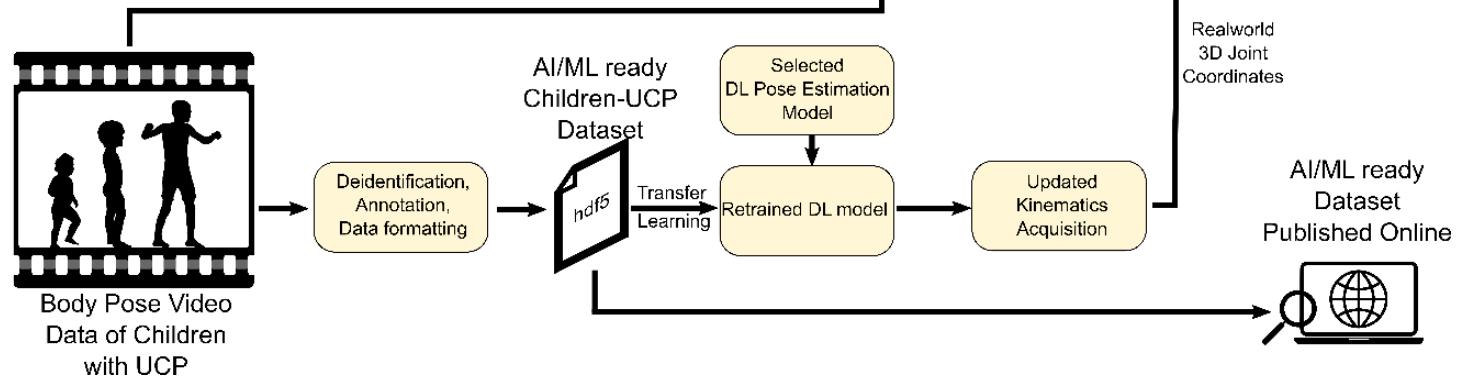 Realworld
3D Joint
Coordinates
Body Pose Video
Data of Children
with UCP
Deidentification,
Annotation,
Data formatting
AI/ML ready
Children-UCP
Dataset
hdf5
Transfer
Learning
Selected
DL Pose Estimation
Model
Retrained DL model
Updated
Kinematics
Acquisition
AI/ML ready
Dataset
Published Online